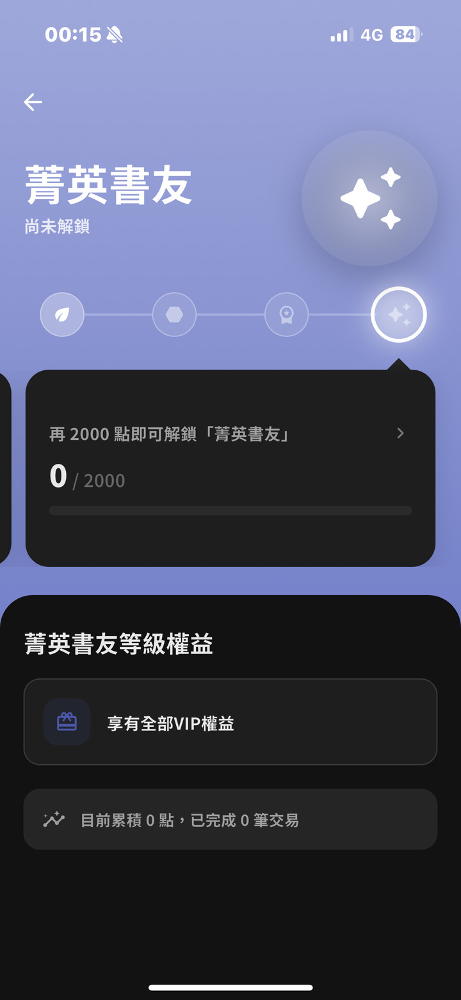 00:15 4G 84
菁英書友
尚未解鎖
再 2000 點即可解鎖「菁英書友」
0 / 2000
菁英書友等級權益
享有全部VIP權益
目前累積 0 點，已完成 0 筆交易